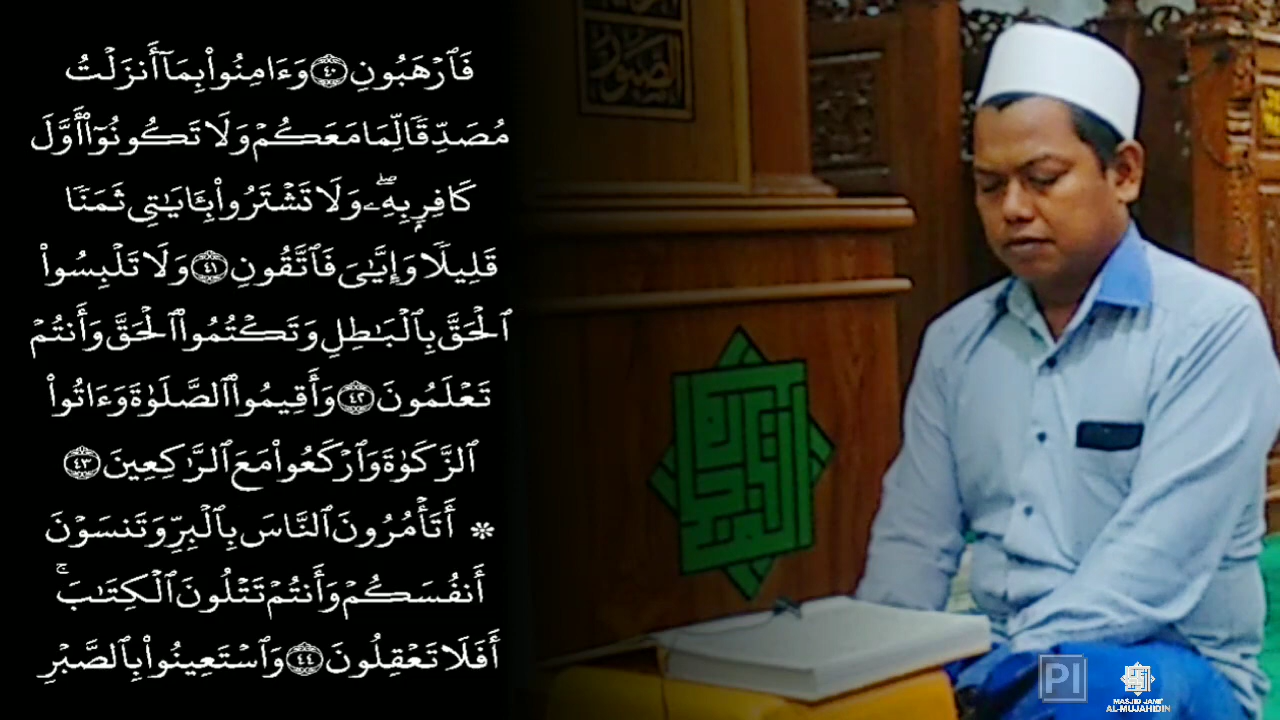 فَٱرْهَبُونِ ٤٠ وَءَامِنُوا۟ بِمَآ أَنزَلْتُ
مُصَدِّقًا لِّمَا مَعَكُمْ وَلَا تَكُونُوٓا۟ أَوَّلَ
كَافِرٍۭ بِهِۦ ۖ وَلَا تَشْتَرُوا۟ بِـَٔايَـٰتِى ثَمَنًا
قَلِيلًا وَإِيَّـٰىَ فَٱتَّقُونِ ٤١ وَلَا تَلْبِسُوا۟
ٱلْحَقَّ بِٱلْبَـٰطِلِ وَتَكْتُمُوا۟ ٱلْحَقَّ وَأَنتُمْ
تَعْلَمُونَ ٤٢ وَأَقِيمُوا۟ ٱلصَّلَوٰةَ وَءَاتُوا۟
ٱلزَّكَوٰةَ وَٱرْكَعُوا۟ مَعَ ٱلرَّٰكِعِينَ ٤٣
۞ أَتَأْمُرُونَ ٱلنَّاسَ بِٱلْبِرِّ وَتَنسَوْنَ
أَنفُسَكُمْ وَأَنتُمْ تَتْلُونَ ٱلْكِتَـٰبَ ۚ
أَفَلَا تَعْقِلُونَ ٤٤ وَٱسْتَعِينُوا۟ بِٱلصَّبْرِ
الصبور
PI
MASJID JAMI'
AL-MUJAHIDIN